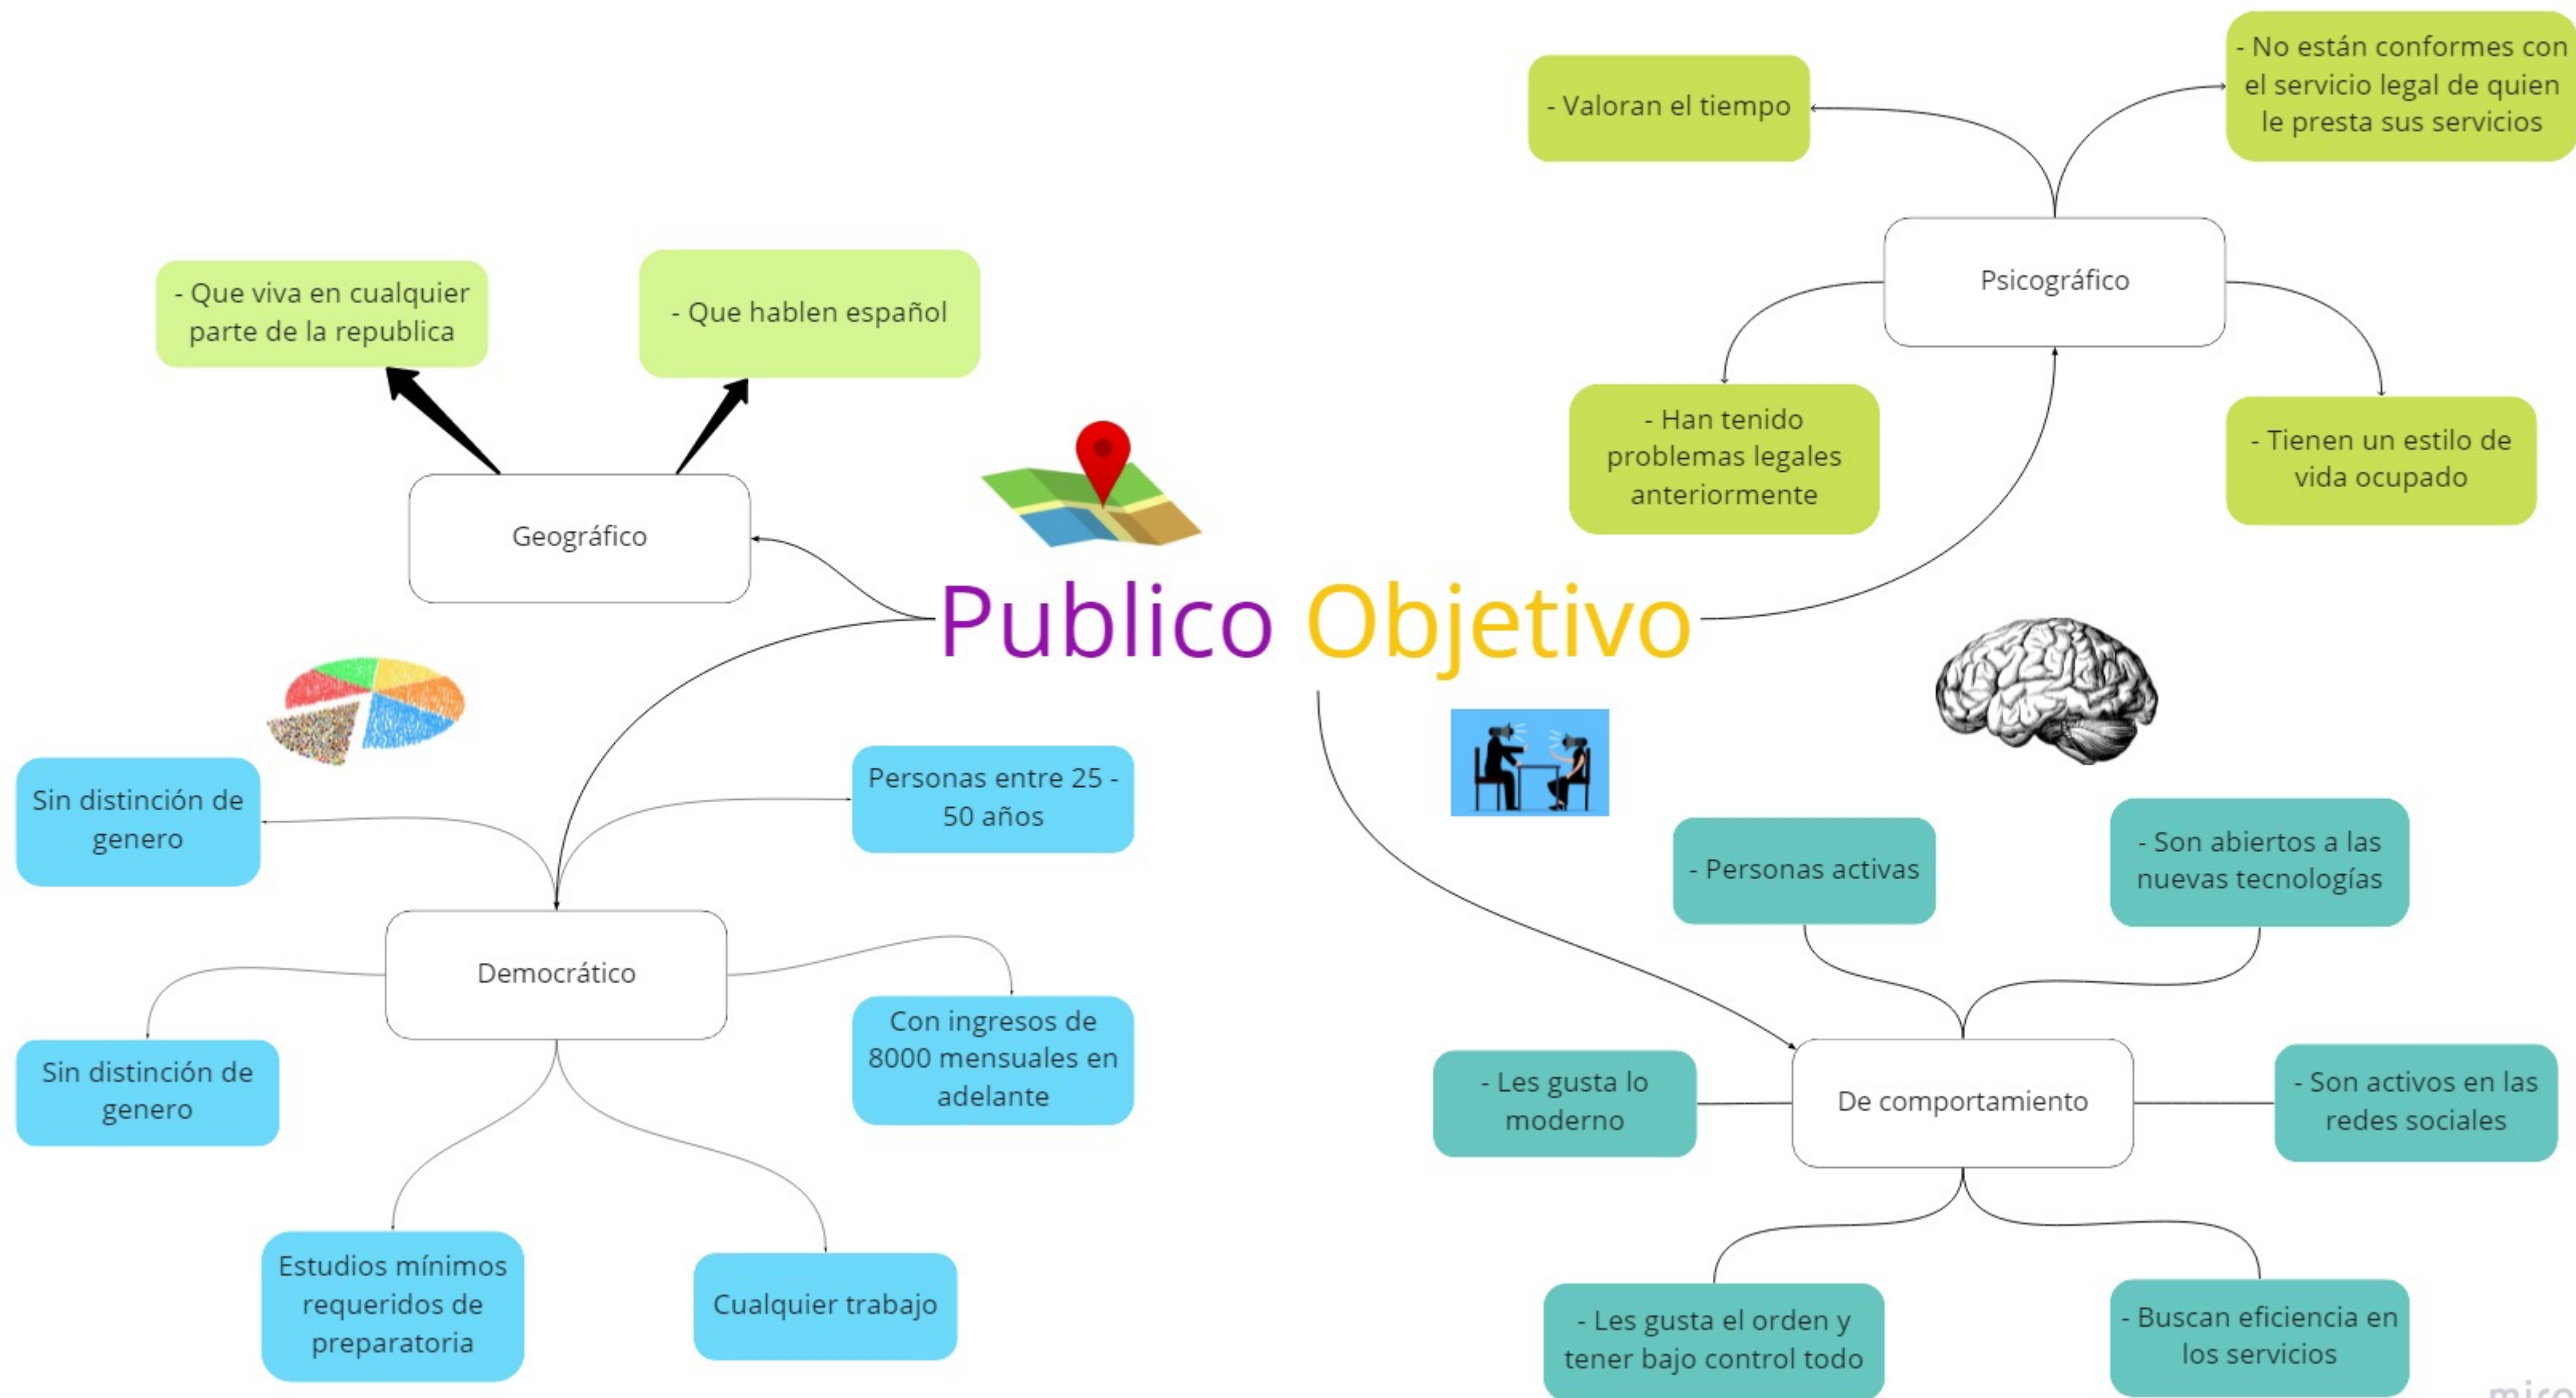 - No están conformes con
el servicio legal de quien
le presta sus servicios
- Valoran el tiempo
Psicográfico
- Que viva en cualquier
parte de la republica
- Que hablen español
- Han tenido
problemas legales
anteriormente
- Tienen un estilo de
vida ocupado
Geográfico
Publico Objetivo
Sin distinción de
genero
Personas entre 25 -
50 años
- Personas activas
- Son abiertos a las
nuevas tecnologías
Democrático
Con ingresos de
8000 mensuales en
adelante
Sin distinción de
genero
- Les gusta lo
moderno
De comportamiento
- Son activos en las
redes sociales
Estudios mínimos
requeridos de
preparatoria
Cualquier trabajo
- Les gusta el orden y
tener bajo control todo
- Buscan eficiencia en
los servicios
miro